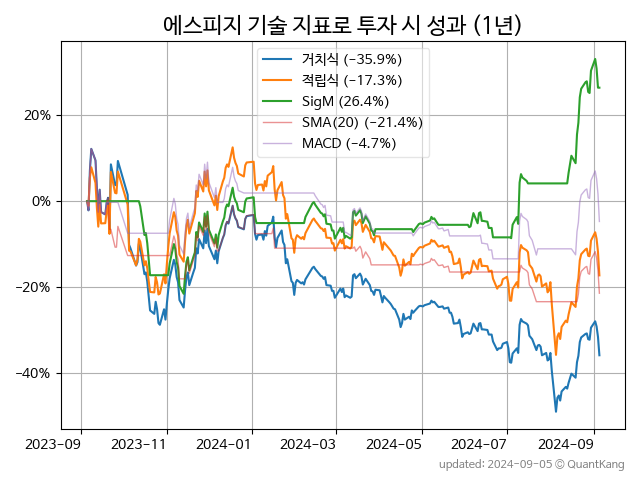 에스피지 기술 지표로 투자 시 성과 (1년)
거치식 (−35.9%)
적립식 (−17.3%)
SigM (26.4%)
SMA(20) (−21.4%)
MACD (−4.7%)
20%
0%
−20%
−40%
2023-09 2023-11 2024-01 2024-03 2024-05 2024-07 2024-09
updated: 2024-09-05 © QuantKang